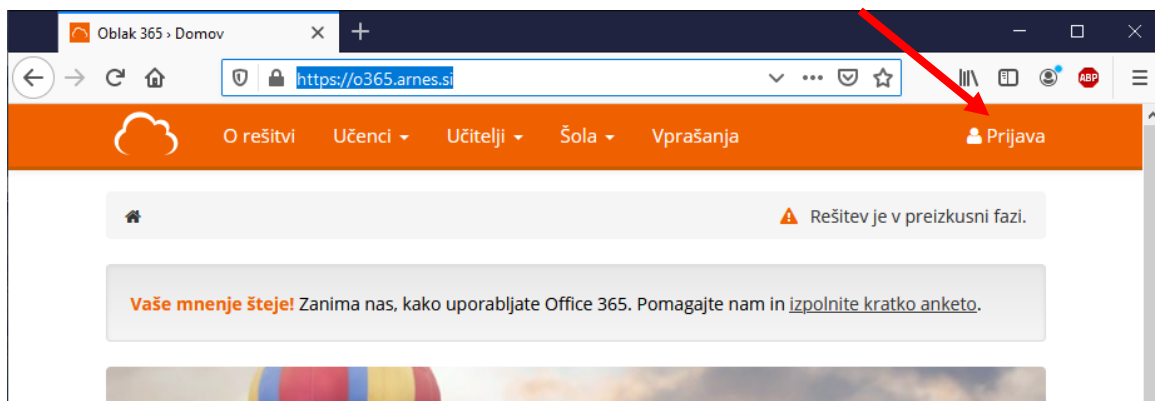 Oblak 365 › Domov
https://o365.arnes.si
ABP
O rešitvi Učenci Učitelji Šola Vprašanja Prijava
Rešitev je v preizkusni fazi.
Vaše mnenje šteje! Zanima nas, kako uporabljate Office 365. Pomagajte nam in izpolnite kratko anketo.